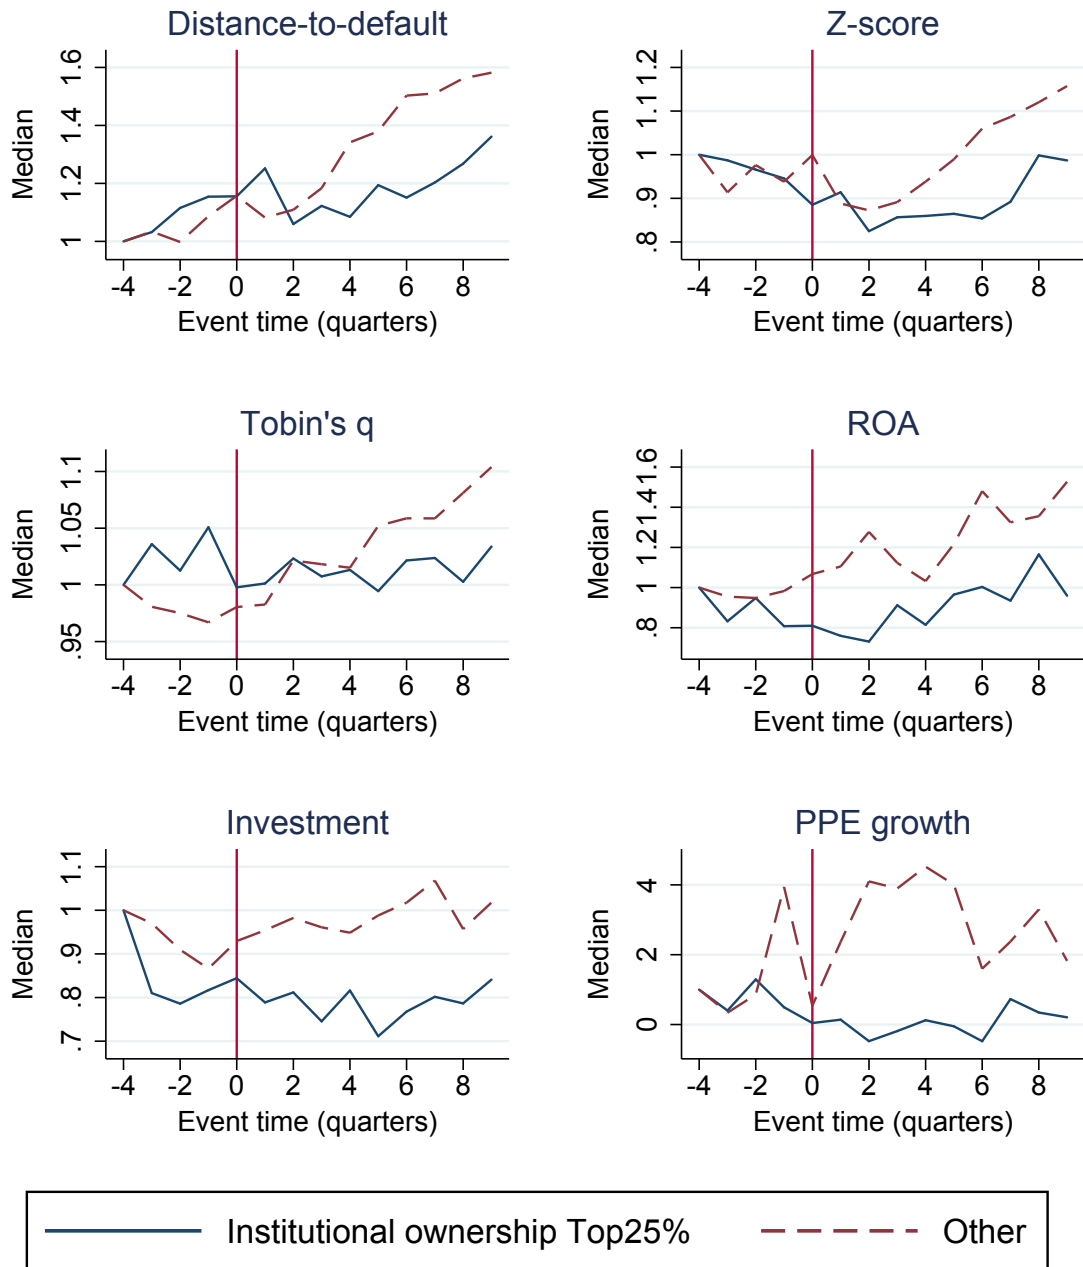 Distance-to-default
Median
1 1.2 1.4 1.6
-4 -2 0 2 4 6 8
Event time (quarters)
Z-score
Median
.8 .9 1 1.1 1.2
-4 -2 0 2 4 6 8
Event time (quarters)
Tobin's q
Median
.95 1 1.05 1.1
-4 -2 0 2 4 6 8
Event time (quarters)
ROA
Median
.8 1 1.2 1.4 1.6
-4 -2 0 2 4 6 8
Event time (quarters)
Investment
Median
.7 .8 .9 1 1.1
-4 -2 0 2 4 6 8
Event time (quarters)
PPE growth
Median
0 2 4
-4 -2 0 2 4 6 8
Event time (quarters)
Institutional ownership Top25% Other